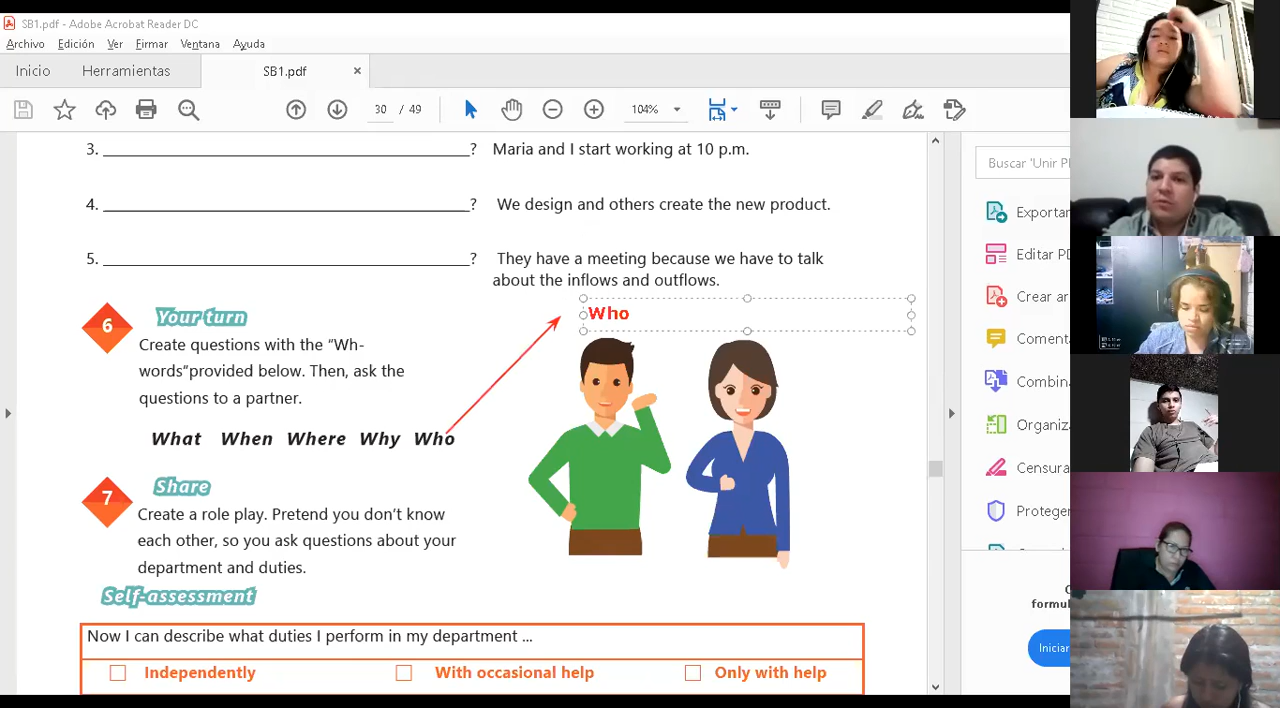 SB1.pdf - Adobe Acrobat Reader DC
Archivo Edición Ver Firmar Ventana Ayuda
Inicio Herramientas SB1.pdf ×
30 / 49 104%
3. ? Maria and I start working at 10 p.m.
4. ? We design and others create the new product.
5. ? They have a meeting because we have to talk
about the inflows and outflows.
Who
6 Your turn
Create questions with the “Wh-
words“provided below. Then, ask the
questions to a partner.
What When Where Why Who
7 Share
Create a role play. Pretend you don’t know
each other, so you ask questions about your
department and duties.
Self-assessment
Now I can describe what duties I perform in my department ...
Independently With occasional help Only with help
Buscar 'Unir P
Exportar
Editar PD
Crear ar
Coment
Combin
Organiz
Censura
Proteger
formul
Iniciar